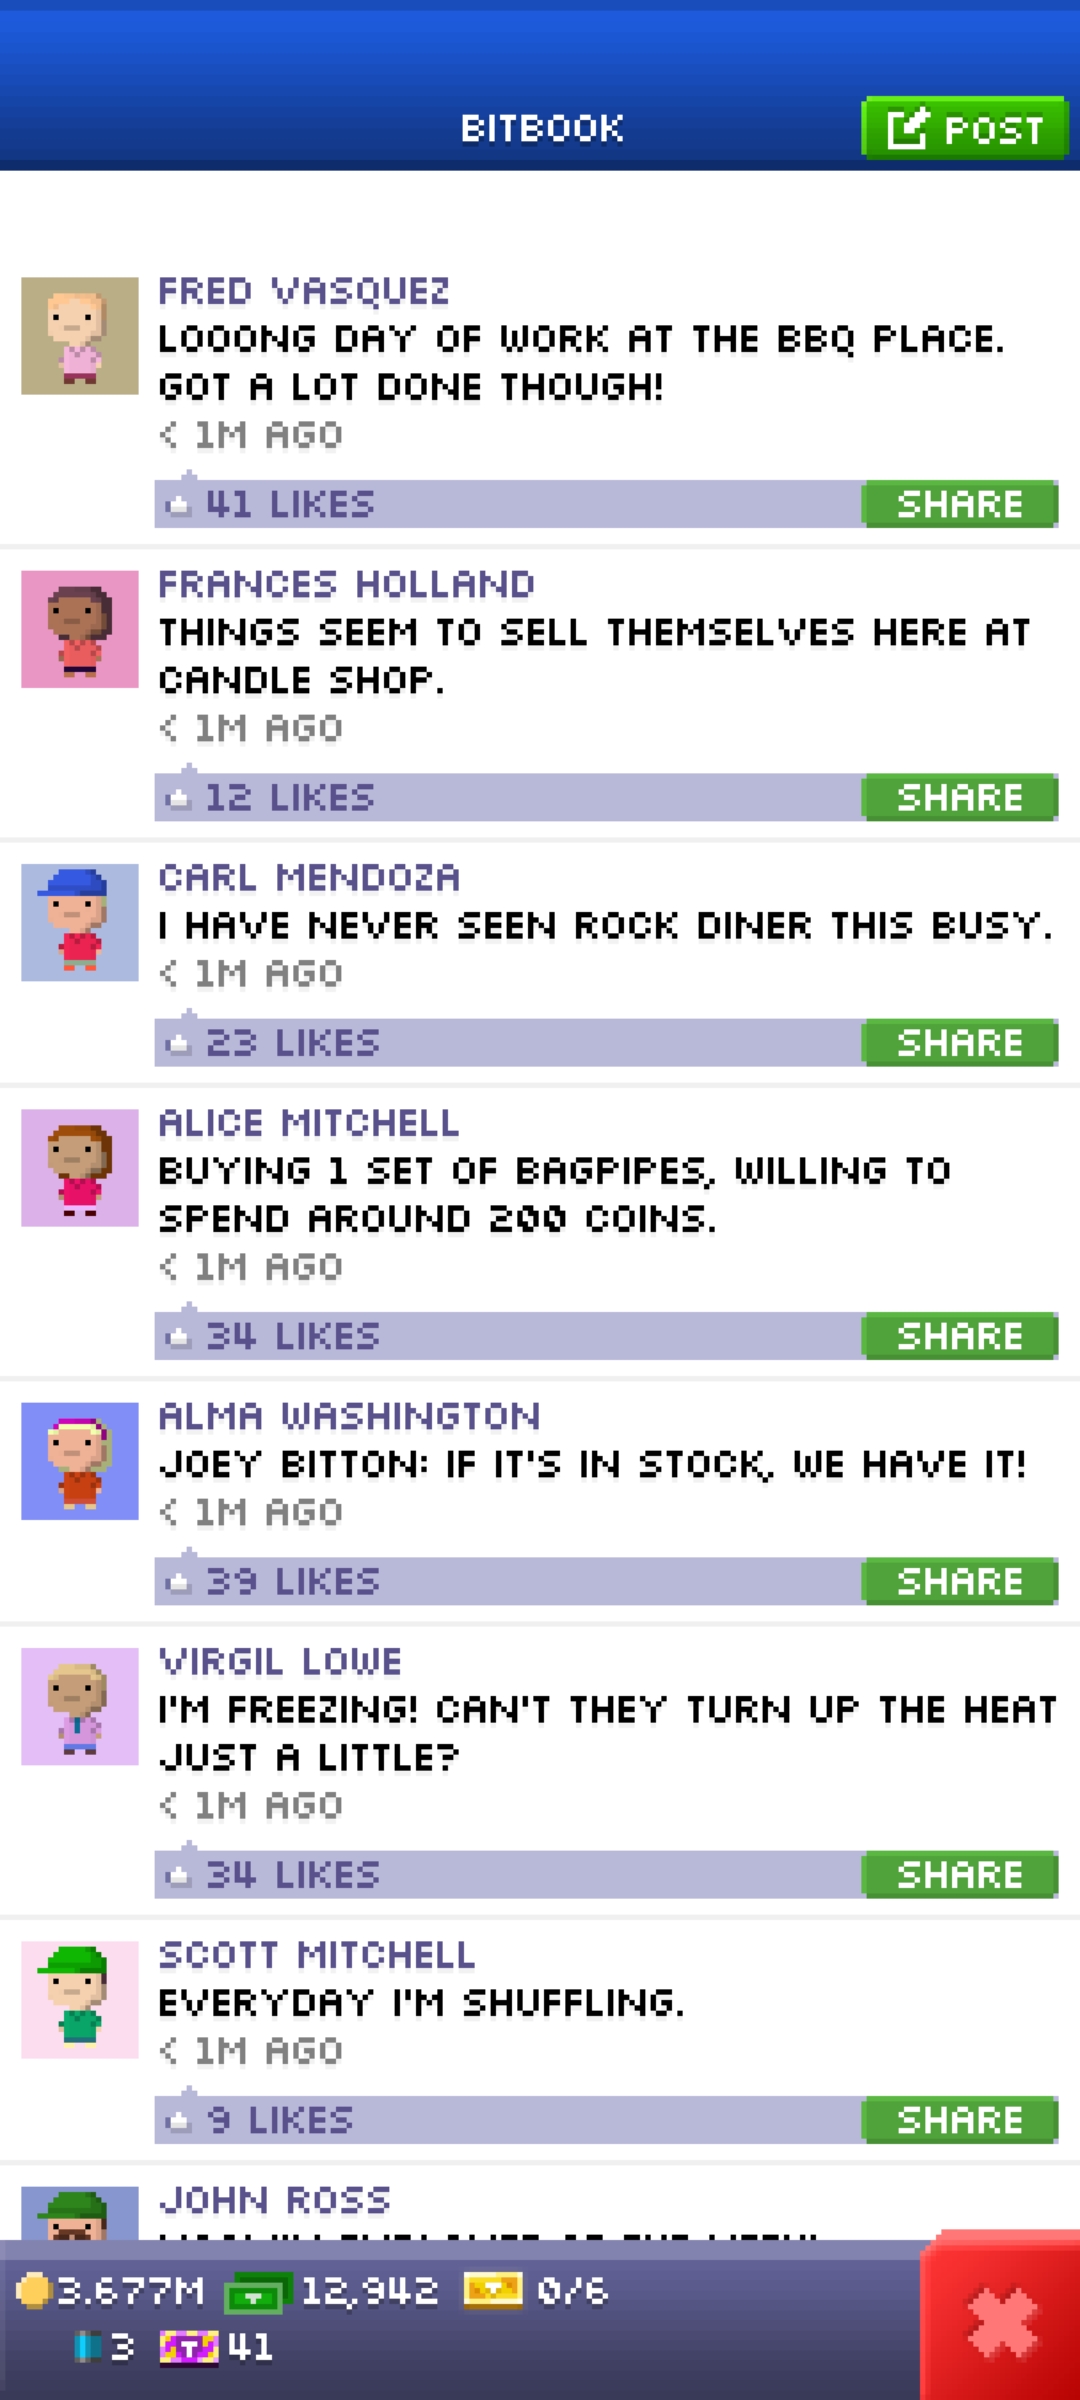 BITBOOK
POST
FRED VASQUEZ
LOOONG DAY OF WORK AT THE BBQ PLACE.
GOT A LOT DONE THOUGH!
< 1M AGO
41 LIKES
SHARE
FRANCES HOLLAND
THINGS SEEM TO SELL THEMSELVES HERE AT
CANDLE SHOP.
< 1M AGO
12 LIKES
SHARE
CARL MENDOZA
I HAVE NEVER SEEN ROCK DINER THIS BUSY.
< 1M AGO
23 LIKES
SHARE
ALICE MITCHELL
BUYING 1 SET OF BAGPIPES, WILLING TO
SPEND AROUND 200 COINS.
< 1M AGO
34 LIKES
SHARE
ALMA WASHINGTON
JOEY BITTON: IF IT'S IN STOCK, WE HAVE IT!
< 1M AGO
39 LIKES
SHARE
VIRGIL LOWE
I'M FREEZING! CAN'T THEY TURN UP THE HEAT
JUST A LITTLE?
< 1M AGO
34 LIKES
SHARE
SCOTT MITCHELL
EVERYDAY I'M SHUFFLING.
< 1M AGO
9 LIKES
SHARE
JOHN ROSS
3.677M 12,942 0/6
3 41